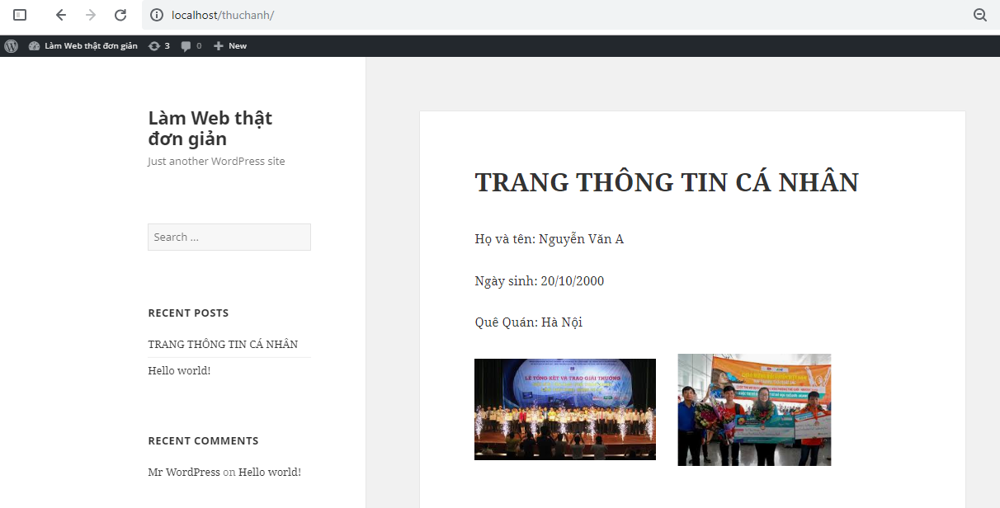 localhost/thuchanh/
Làm Web thật đơn giản
3
0
New
Làm Web thật
đơn giản
Just another WordPress site
Search ...
RECENT POSTS
TRANG THÔNG TIN CÁ NHÂN
Hello world!
RECENT COMMENTS
Mr WordPress on Hello world!
TRANG THÔNG TIN CÁ NHÂN
Họ và tên: Nguyễn Văn A
Ngày sinh: 20/10/2000
Quê Quán: Hà Nội
LỄ TỔNG KẾT VÀ TRAO GIẢI THƯỞNG